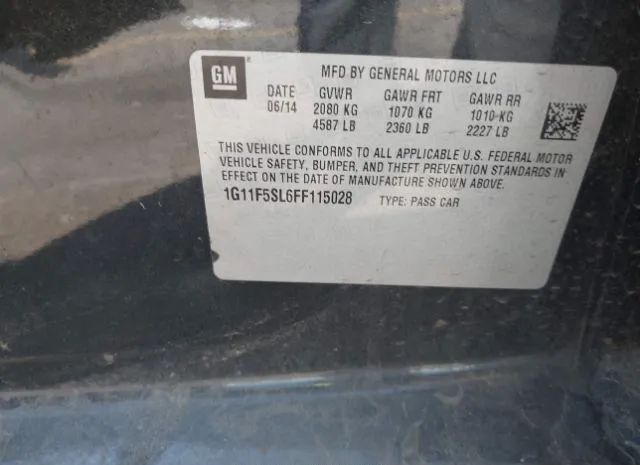 GM MFD BY GENERAL MOTORS LLC
DATE GVWR GAWR FRT GAWR RR
06/14 2080 KG 1070 KG 1010-KG
4587 LB 2360 LB 2227 LB
THIS VEHICLE CONFORMS TO ALL APPLICABLE U.S. FEDERAL MOTOR
VEHICLE SAFETY, BUMPER, AND THEFT PREVENTION STANDARDS IN
EFFECT ON THE DATE OF MANUFACTURE SHOWN ABOVE.
1G11F5SL6FF115028 TYPE: PASS CAR